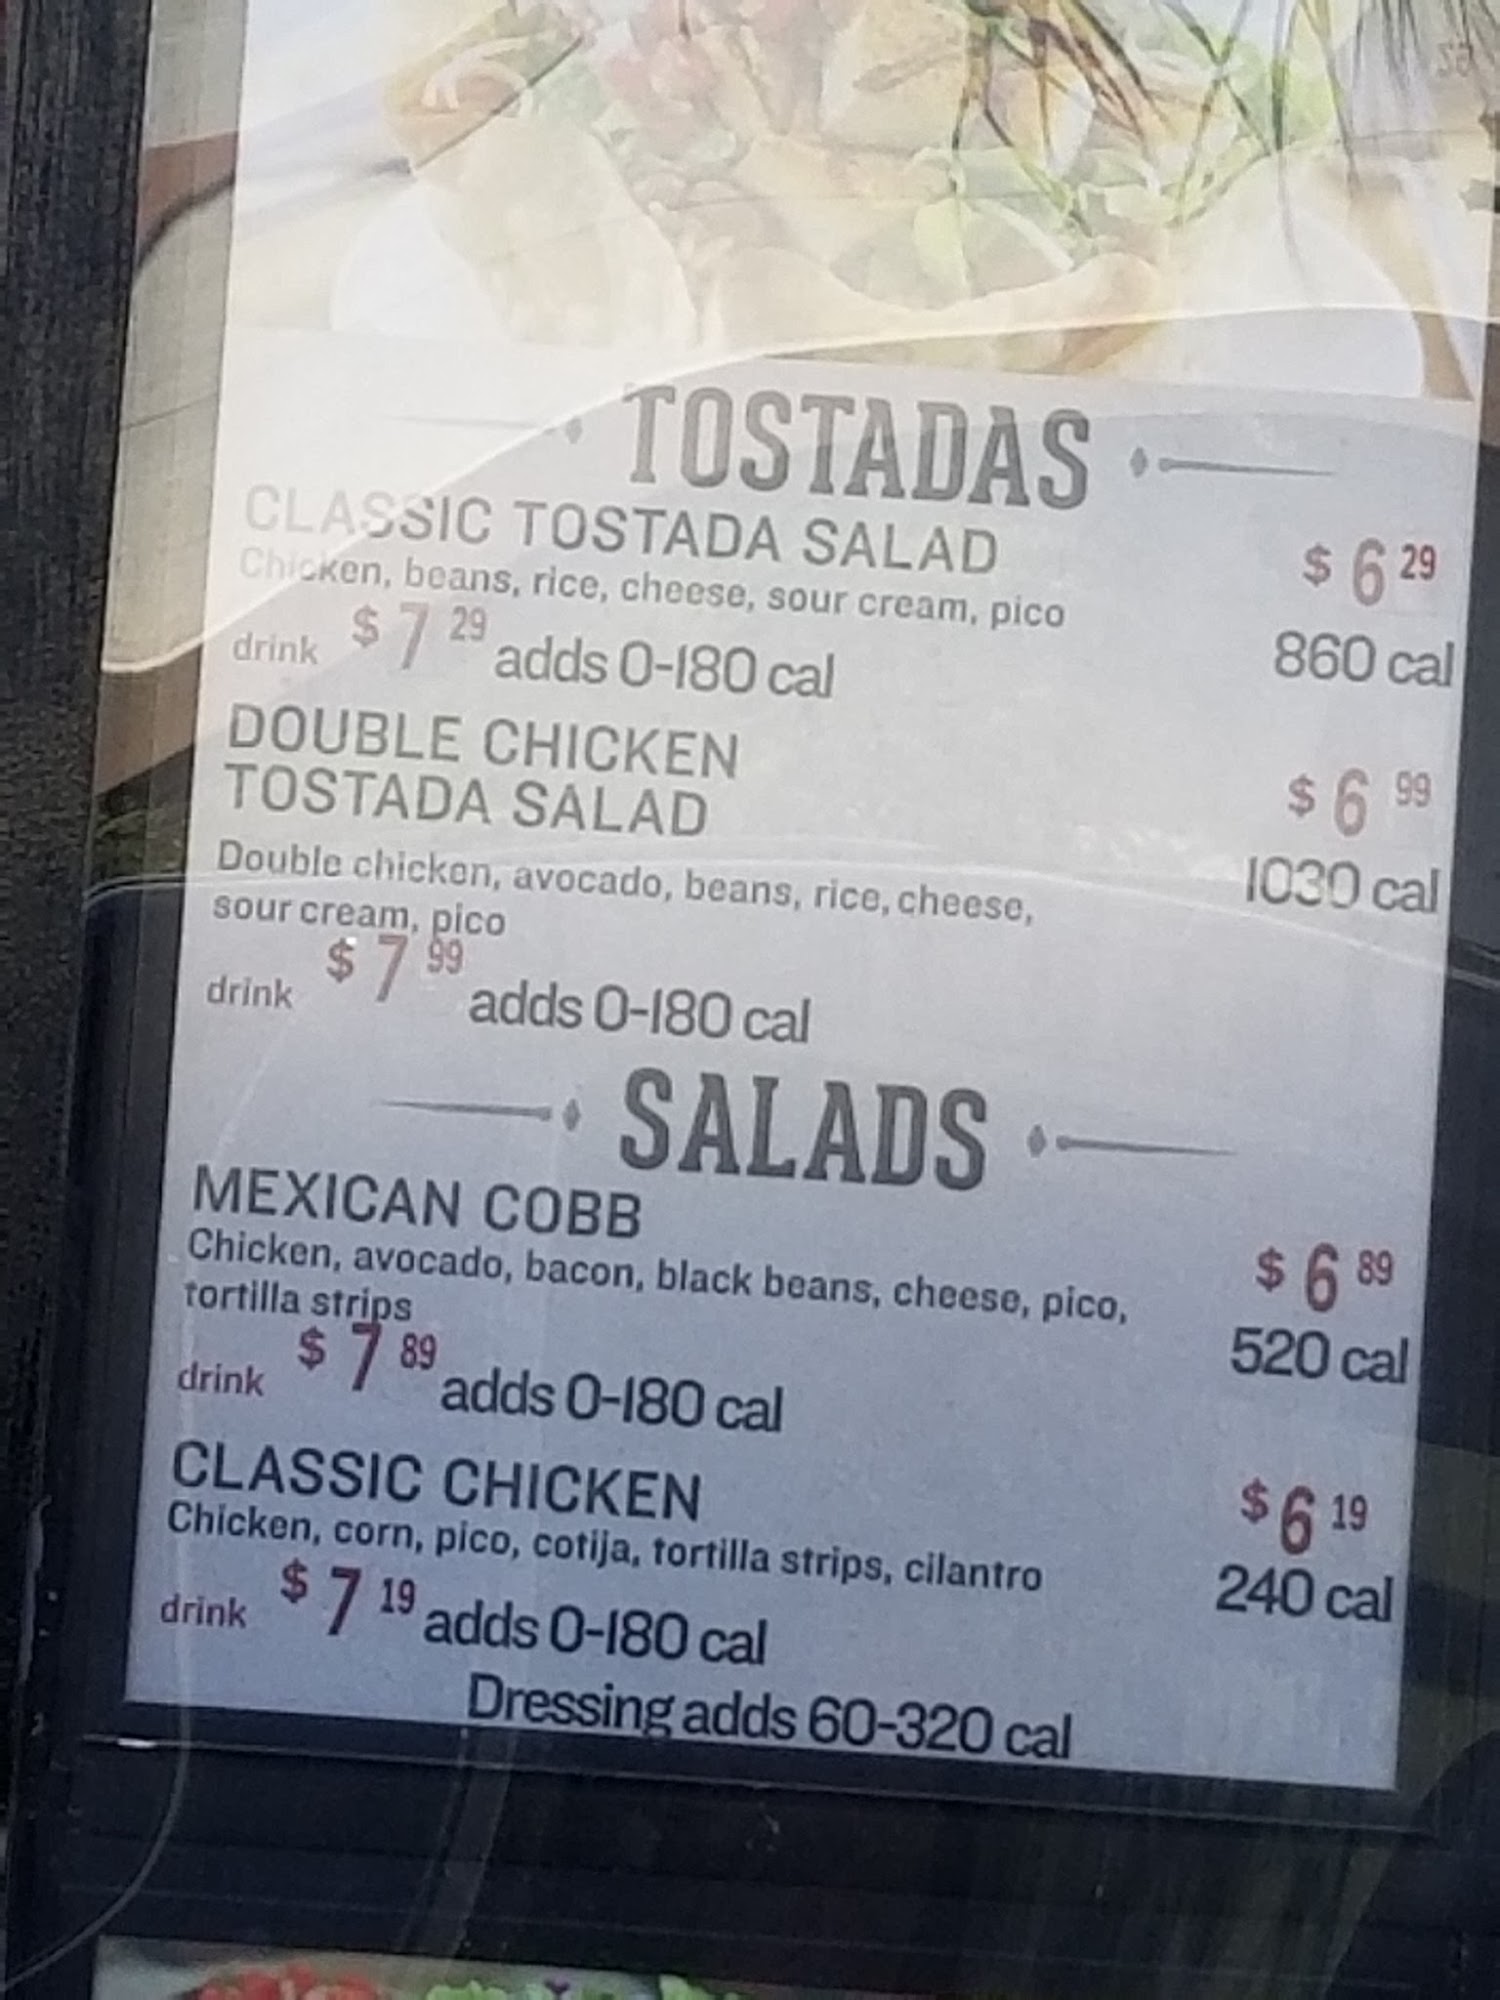 TOSTADAS
CLASSIC TOSTADA SALAD $6 29
Chicken, beans, rice, cheese, sour cream, pico
860 cal
drink $7 29 adds 0-180 cal
DOUBLE CHICKEN
TOSTADA SALAD $6 99
Double chicken, avocado, beans, rice, cheese, 1030 cal
sour cream, pico
drink $7 99 adds 0-180 cal
SALADS
MEXICAN COBB $6 89
Chicken, avocado, bacon, black beans, cheese, pico,
tortilla strips 520 cal
drink $7 89 adds 0-180 cal
CLASSIC CHICKEN $6 19
Chicken, corn, pico, cotija, tortilla strips, cilantro
240 cal
drink $7 19 adds 0-180 cal
Dressing adds 60-320 cal